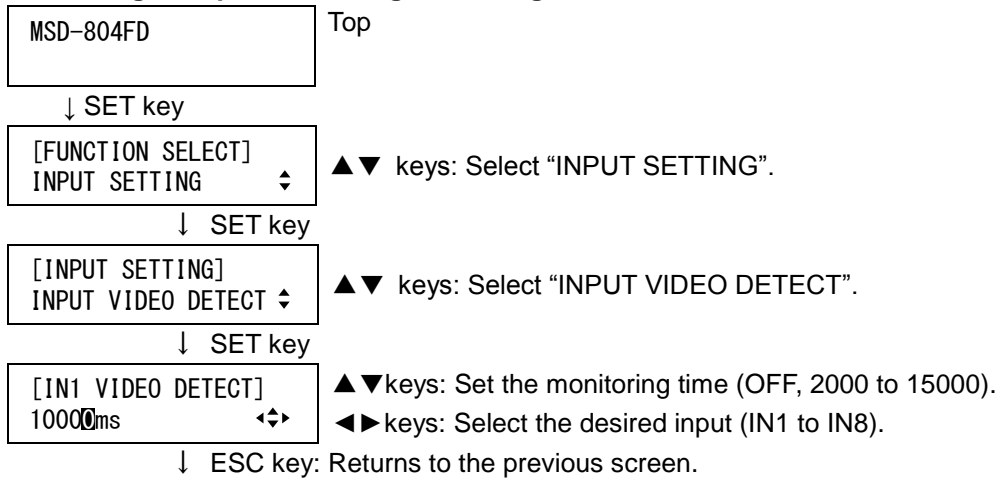 MSD-804FD
Top
↓ SET key
[FUNCTION SELECT]
INPUT SETTING
▲▼ keys: Select “INPUT SETTING”.
↓ SET key
[INPUT SETTING]
INPUT VIDEO DETECT
▲▼ keys: Select “INPUT VIDEO DETECT”.
↓ SET key
[IN1 VIDEO DETECT]
10000ms
▲▼keys: Set the monitoring time (OFF, 2000 to 15000).
◄►keys: Select the desired input (IN1 to IN8).
↓ ESC key: Returns to the previous screen.